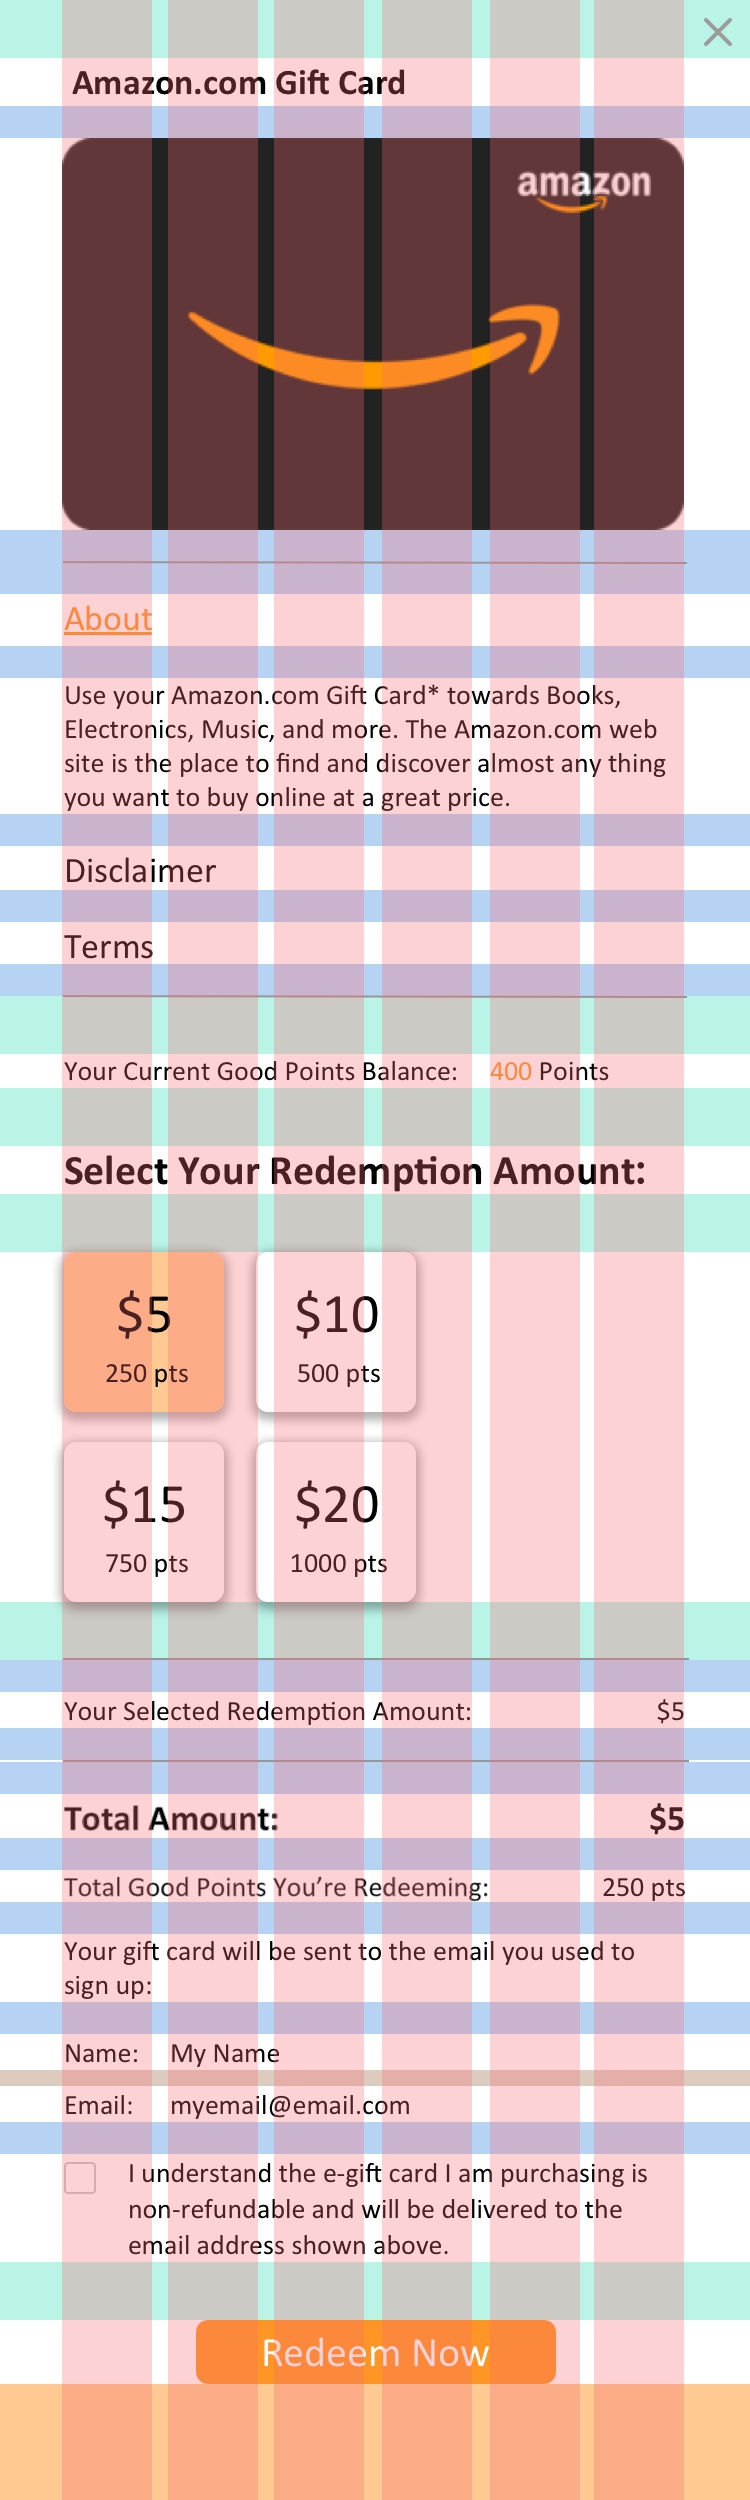 Amazon.com Gift Card
amazon
About
Use your Amazon.com Gift Card* towards Books,
Electronics, Music, and more. The Amazon.com web
site is the place to find and discover almost any thing
you want to buy online at a great price.
Disclaimer
Terms
Your Current Good Points Balance: 400 Points
Select Your Redemption Amount:
$5 $10
250 pts 500 pts
$15 $20
750 pts 1000 pts
Your Selected Redemption Amount: $5
Total Amount: $5
Total Good Points You’re Redeeming: 250 pts
Your gift card will be sent to the email you used to
sign up:
Name: My Name
Email: myemail@email.com
I understand the e-gift card I am purchasing is
non-refundable and will be delivered to the
email address shown above.
Redeem Now